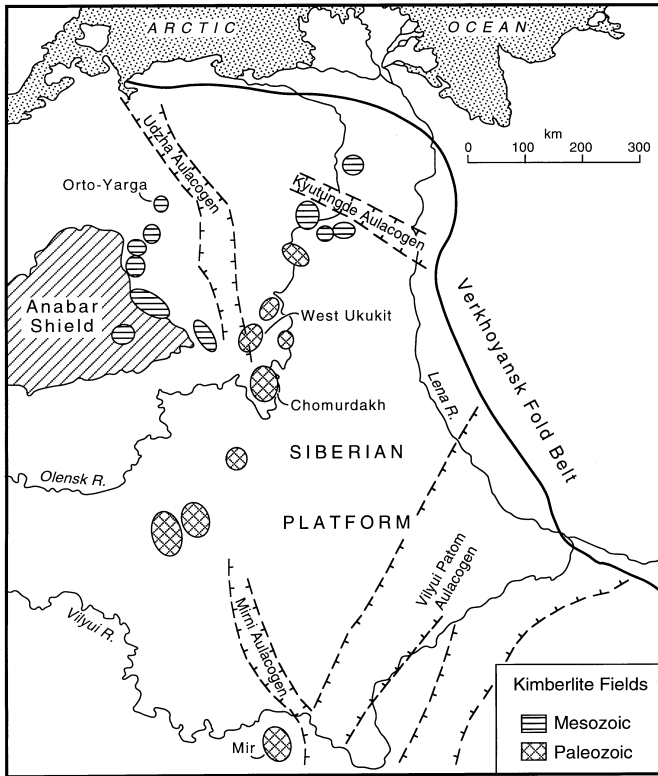 ARCTIC
OCEAN
km
0 100 200 300
Udzha Aulacogen
Kyutungde Aulacogen
Orto-Yarga
Anabar
Shield
West Ukukit
Chomurdakh
Verkhoyansk Fold Belt
Lena R.
SIBERIAN
PLATFORM
Olensk R.
Vilyui R.
Mirni Aulacogen
Vilyui Patom
Aulacogen
Mir
Kimberlite Fields
Mesozoic
Paleozoic